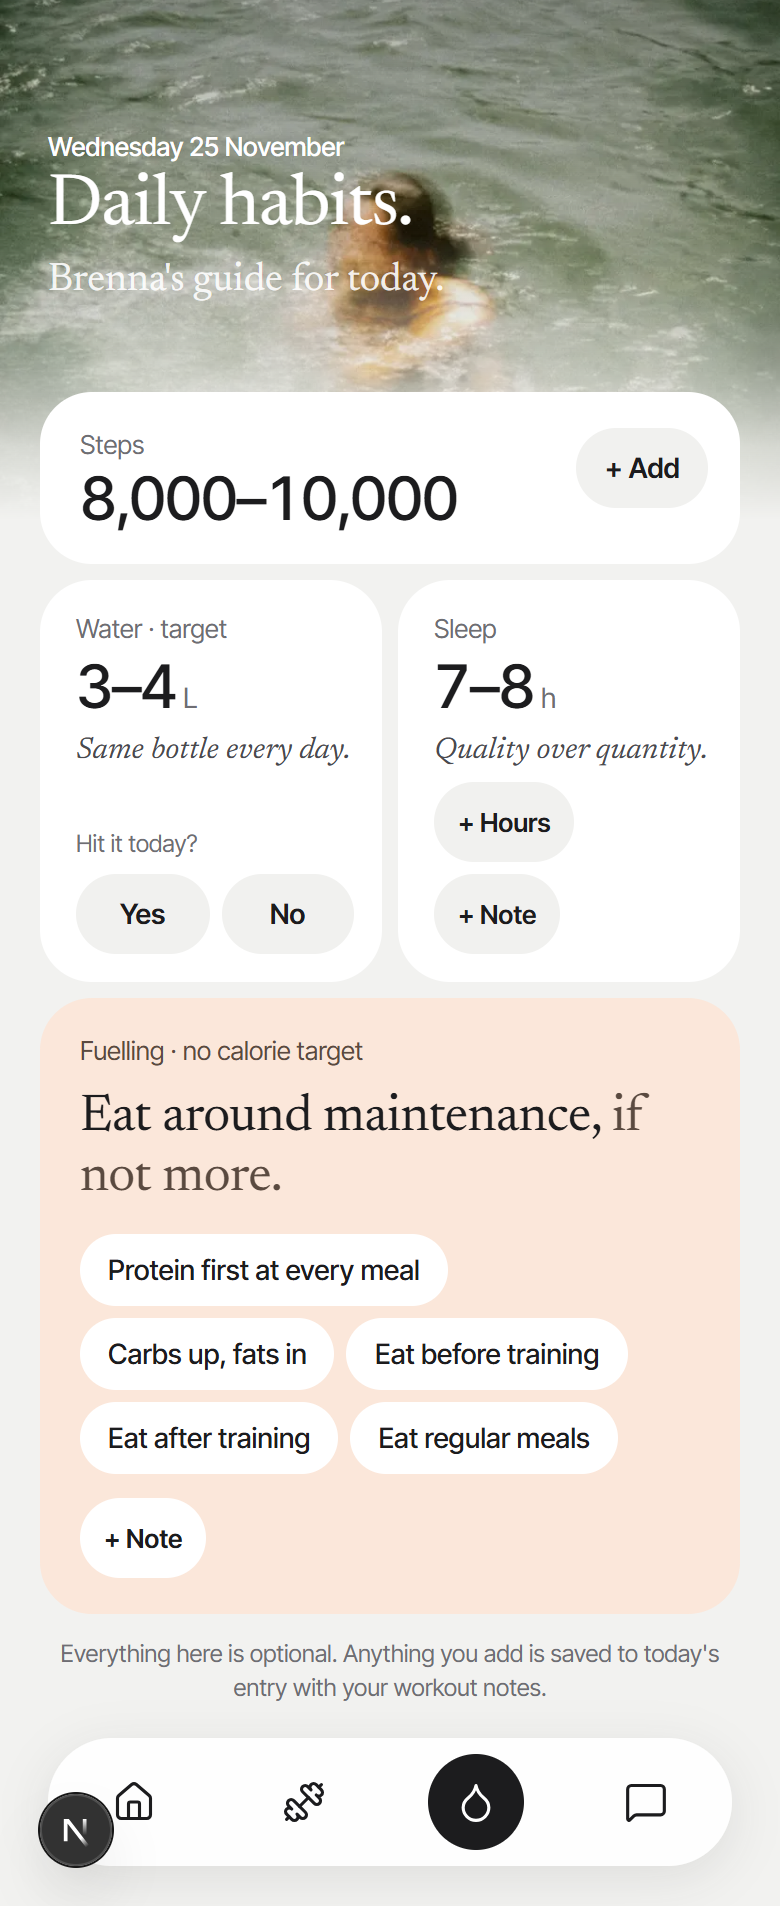 Wednesday 25 November
Daily habits.
Brenna's guide for today.
Steps
8,000–10,000
+ Add
Water · target
3–4 L
Same bottle every day.
Hit it today?
Yes
No
Sleep
7–8 h
Quality over quantity.
+ Hours
+ Note
Fuelling · no calorie target
Eat around maintenance, if
not more.
Protein first at every meal
Carbs up, fats in
Eat before training
Eat after training
Eat regular meals
+ Note
Everything here is optional. Anything you add is saved to today's
entry with your workout notes.
N